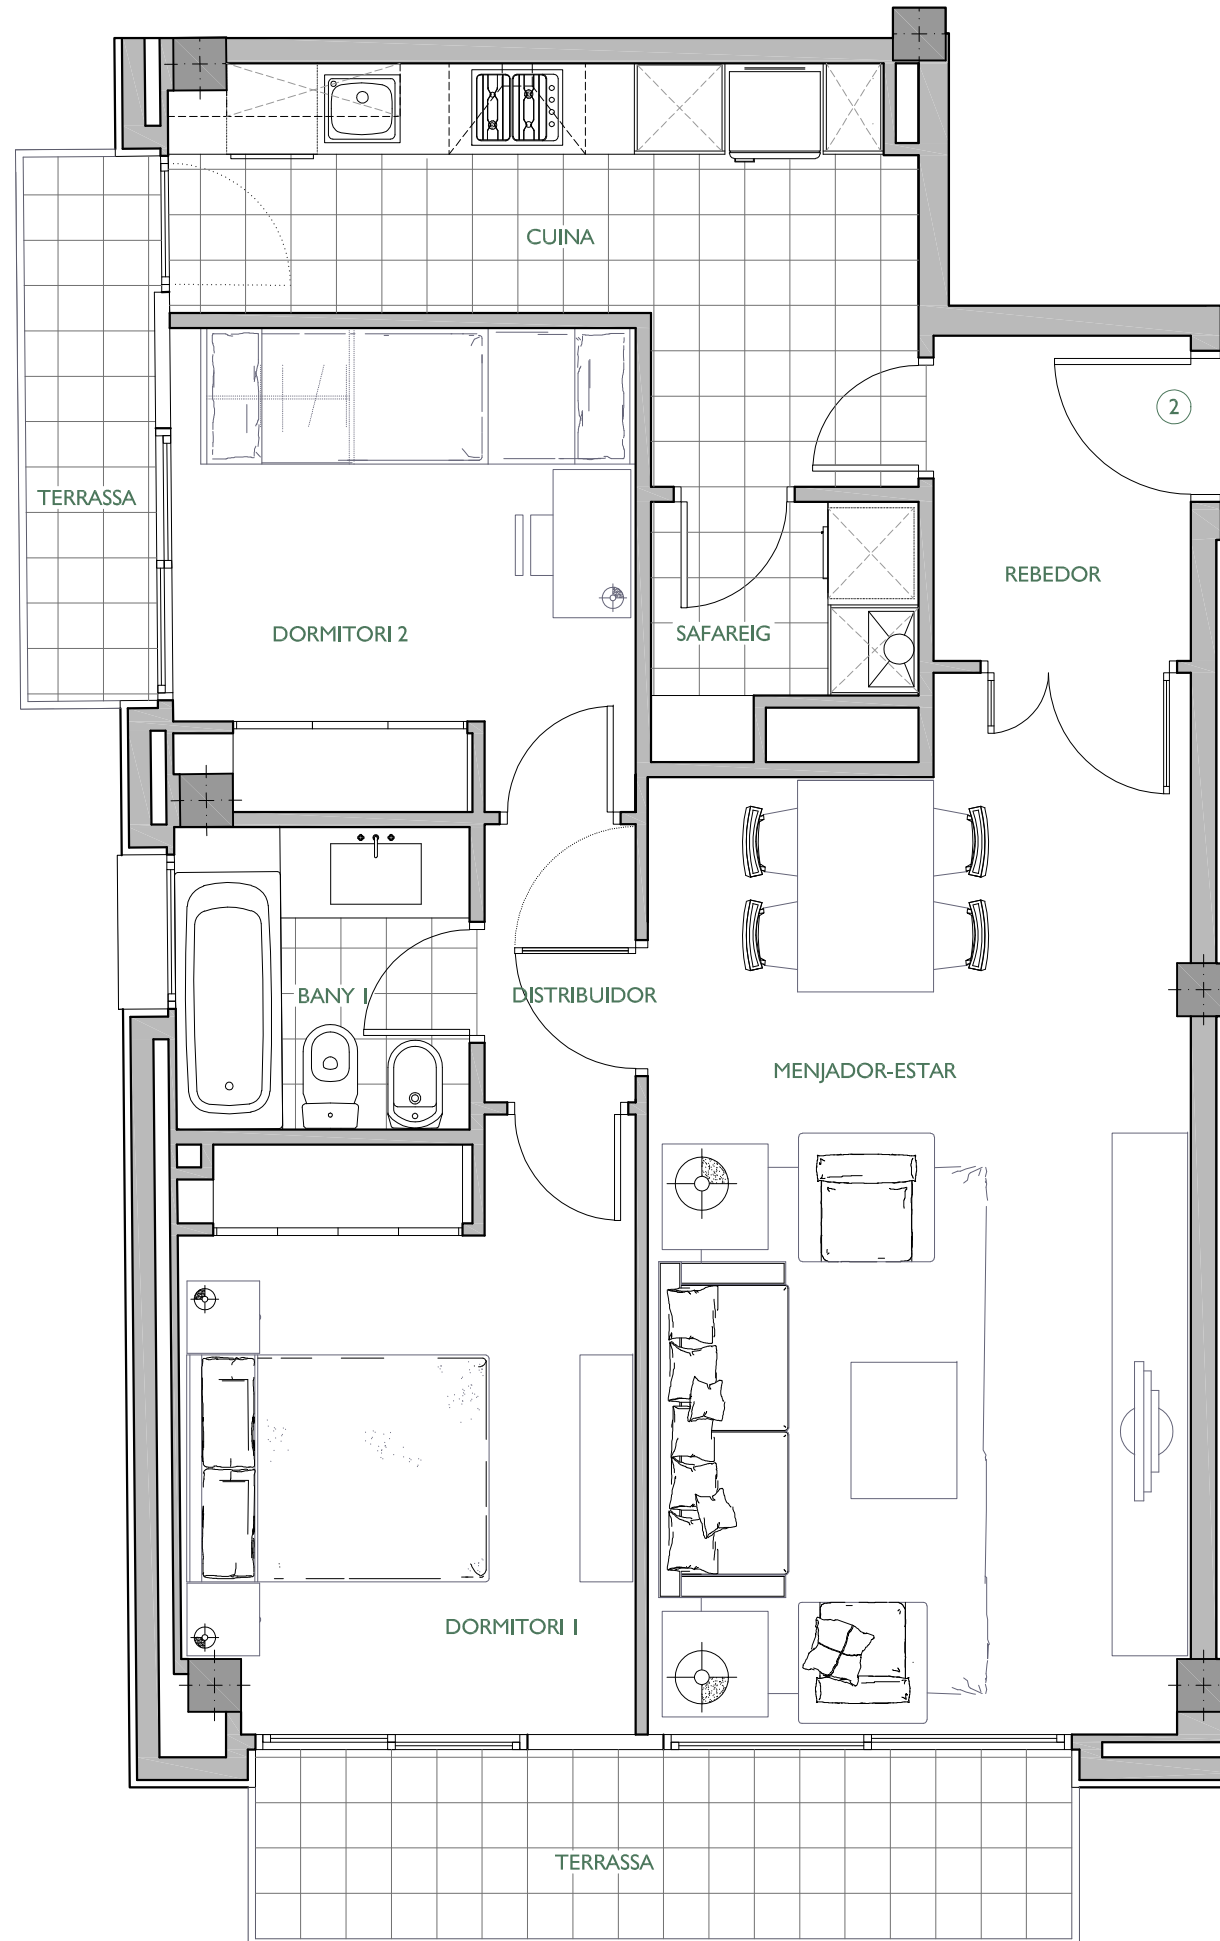 CUINA
2
TERRASSA
REBEDOR
DORMITORI 2
SAFAREIG
BANY 1
DISTRIBUIDOR
MENJADOR-ESTAR
DORMITORI 1
TERRASSA